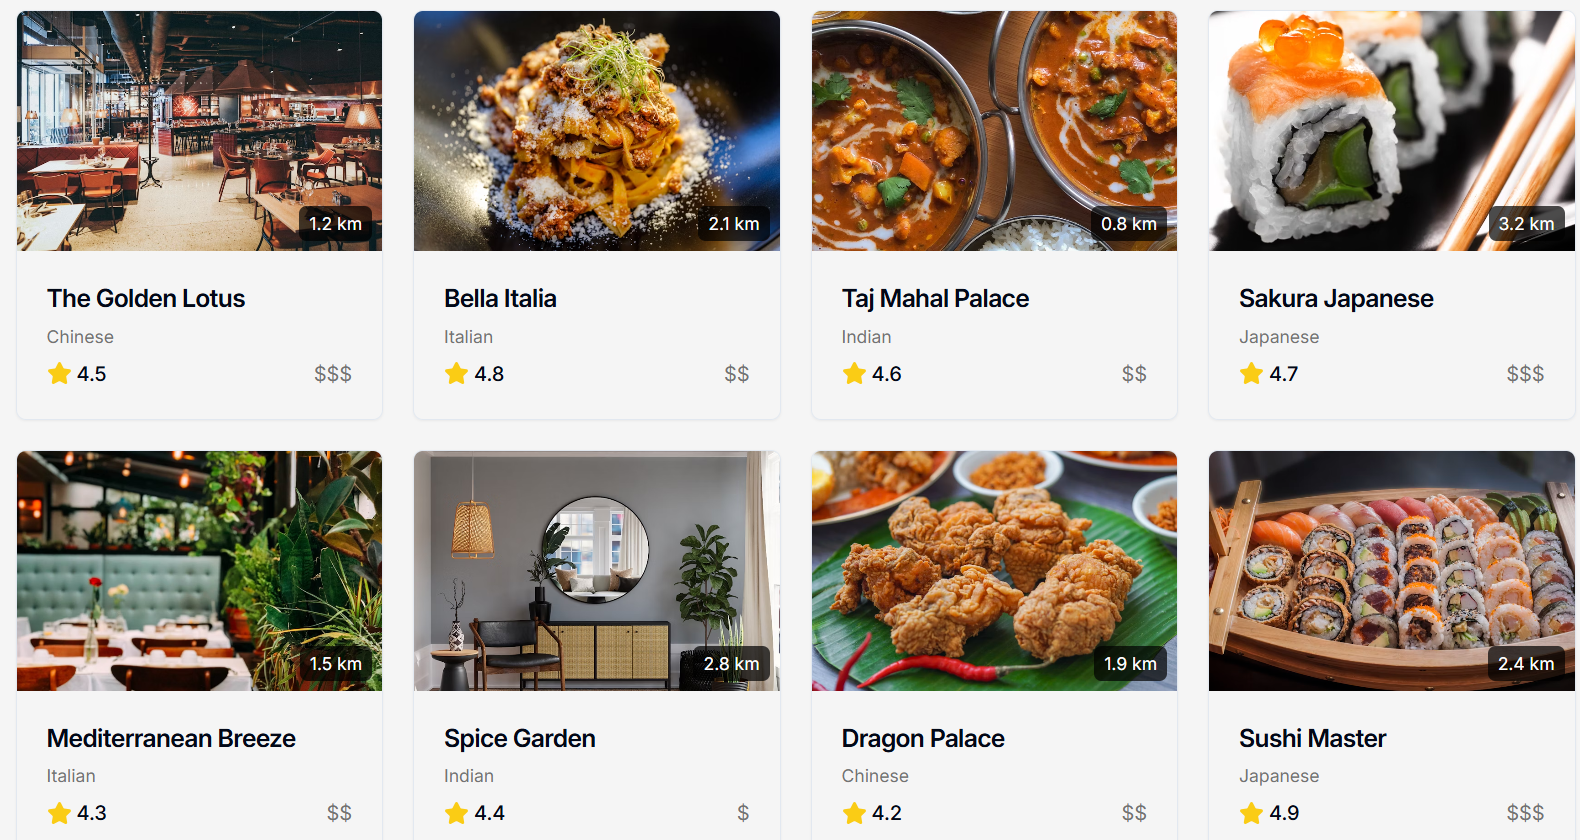 1.2 km
2.1 km
0.8 km
3.2 km
The Golden Lotus
Chinese
4.5 $$$
Bella Italia
Italian
4.8 $$
Taj Mahal Palace
Indian
4.6 $$
Sakura Japanese
Japanese
4.7 $$$
1.5 km
2.8 km
1.9 km
2.4 km
Mediterranean Breeze
Italian
4.3 $$
Spice Garden
Indian
4.4 $
Dragon Palace
Chinese
4.2 $$
Sushi Master
Japanese
4.9 $$$